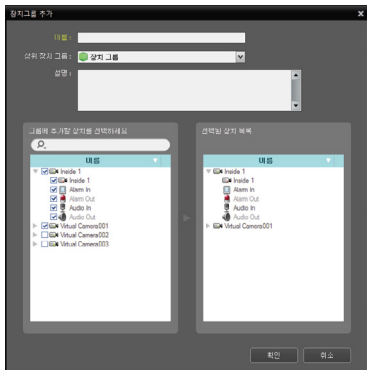 장치그룹 추가
이름 :
상위 장치 그룹 : 장치 그룹
설명 :
그룹에 추가할 장치를 선택하세요
이름
Inside 1
Inside 1
Alarm In
Alarm Out
Audio In
Audio Out
Virtual Camera001
Virtual Camera002
Virtual Camera003
선택된 장치 목록
이름
Inside 1
Inside 1
Alarm In
Alarm Out
Audio In
Audio Out
Virtual Camera001
확인
취소